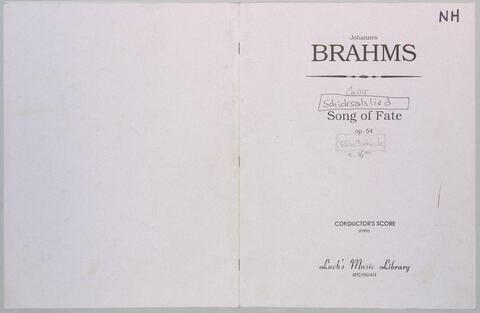 NH
Johannes
BRAHMS
Schicksalslied
Song of Fate
op. 54
CONDUCTOR'S SCORE
Luck's Music Library
MICHIGAN